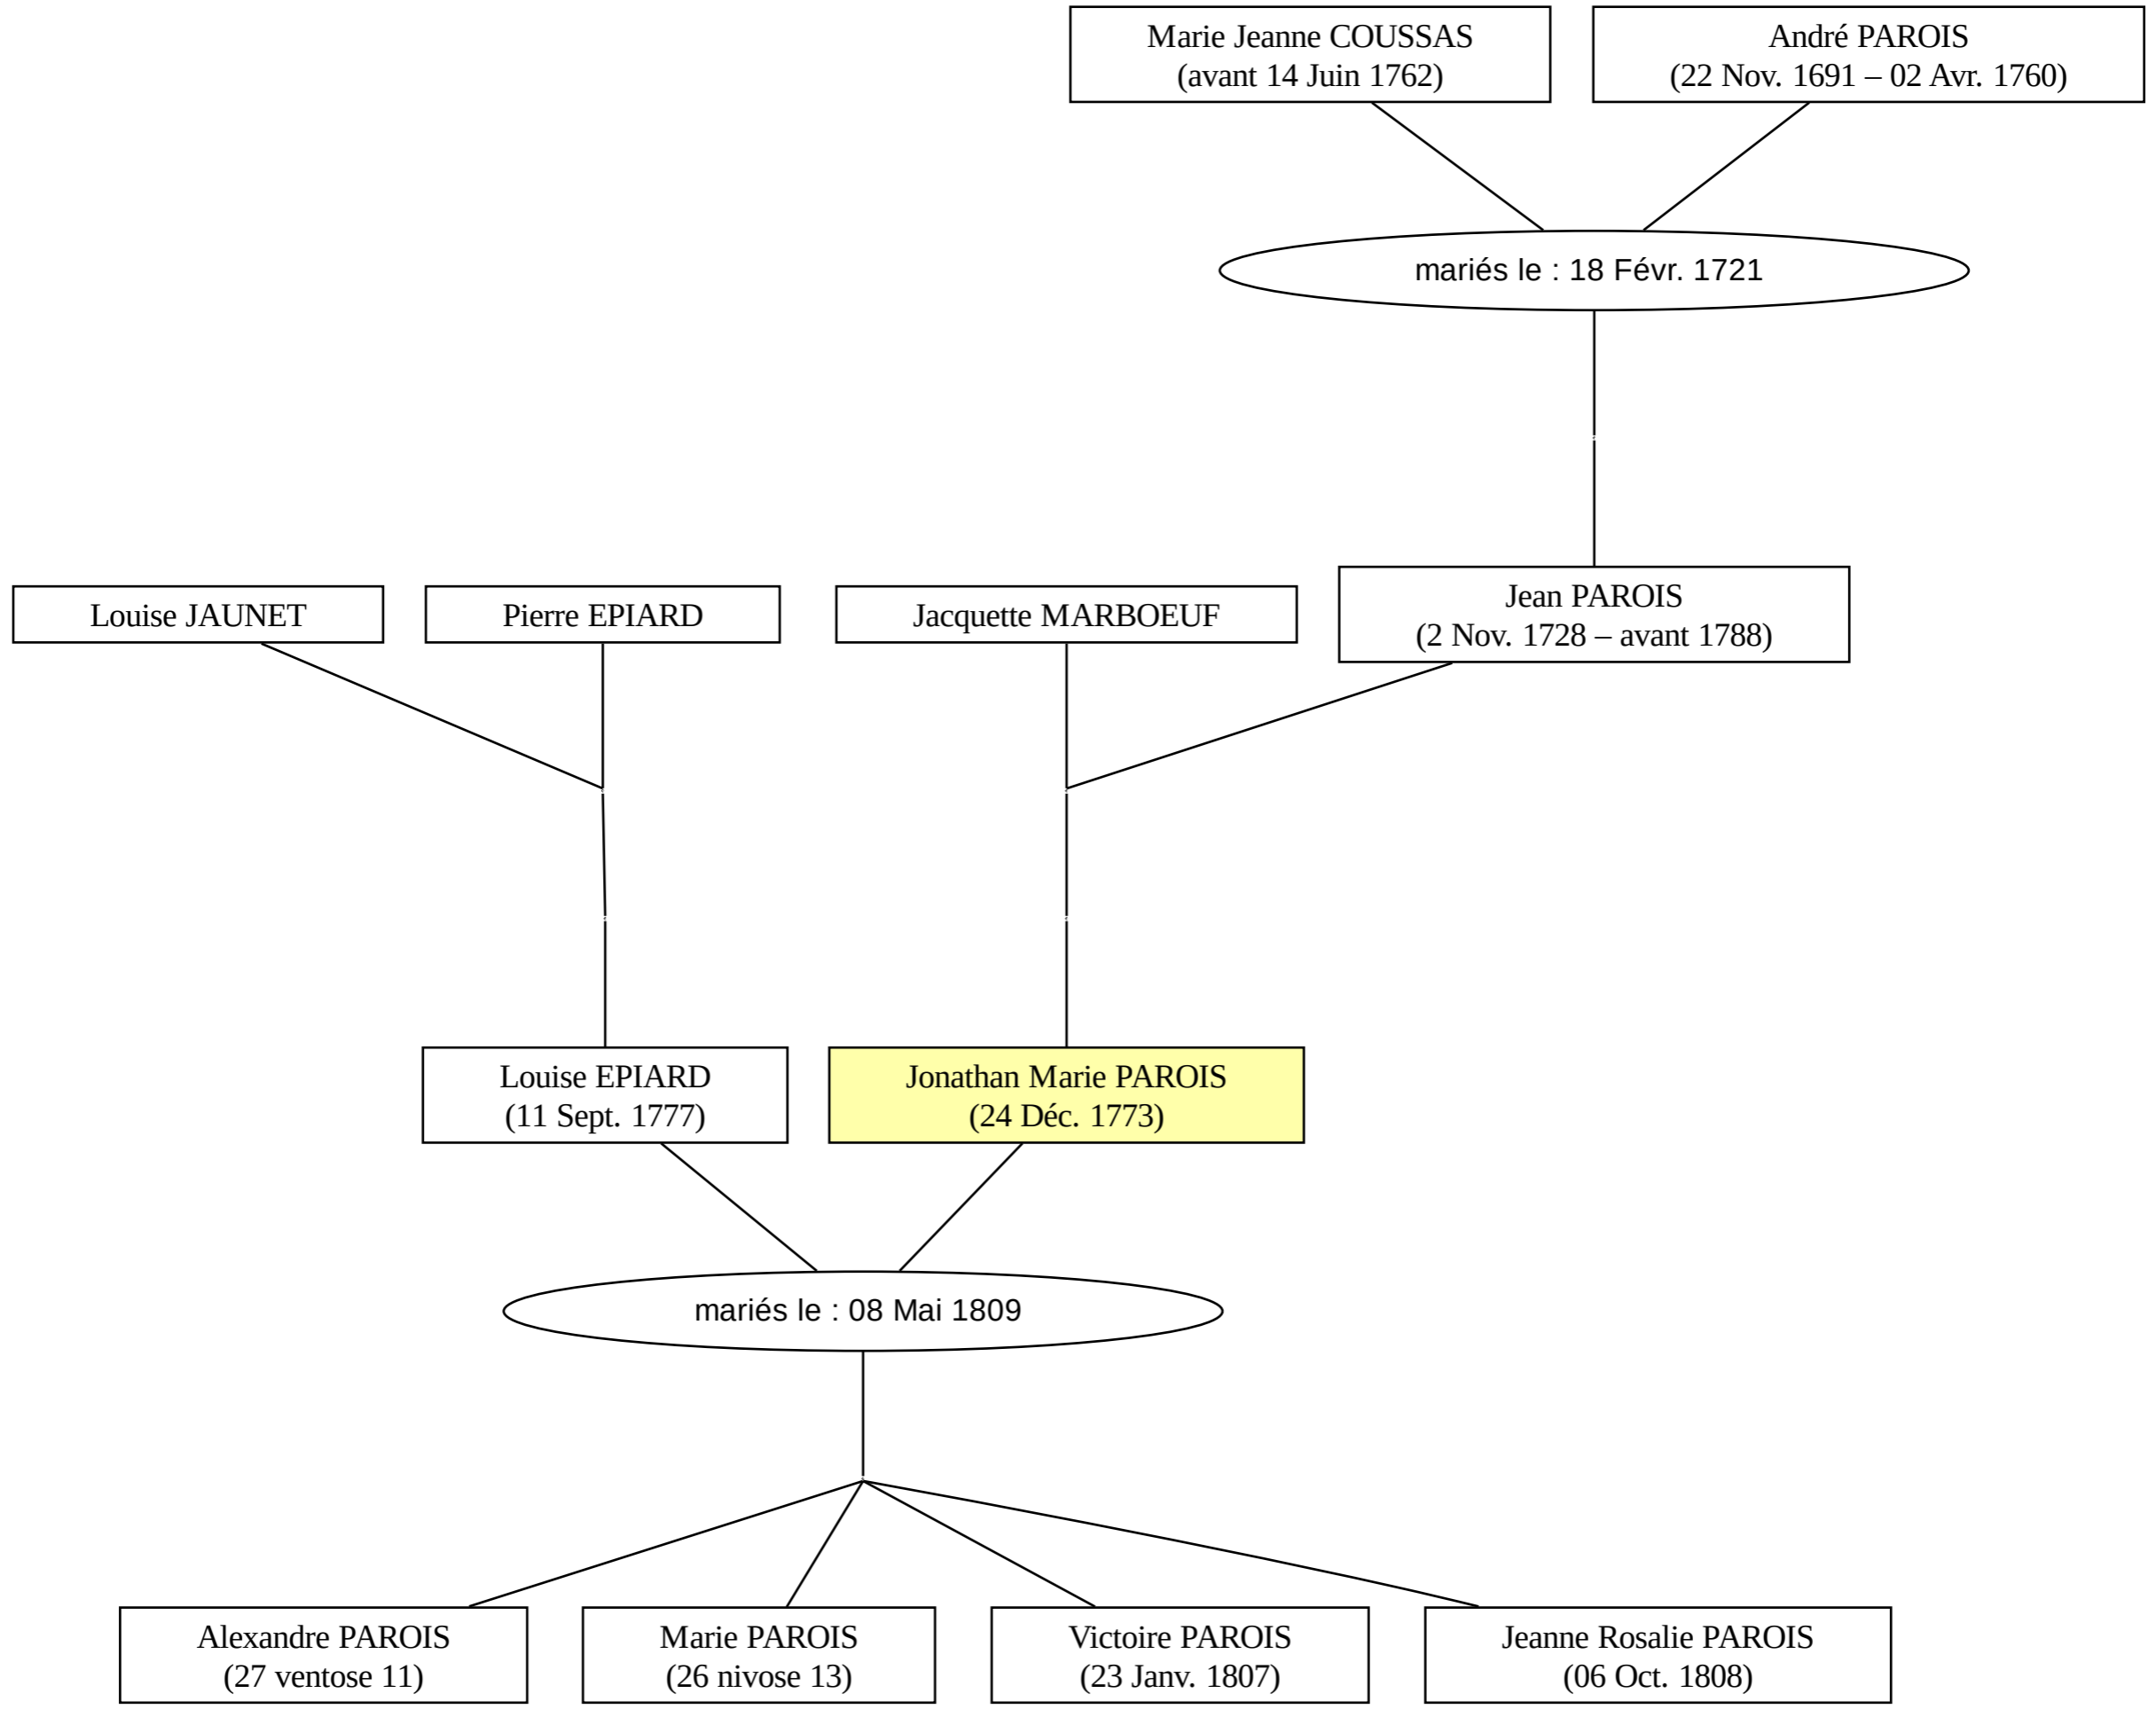 Marie Jeanne COUSSAS
(avant 14 Juin 1762)
André PAROIS
(22 Nov. 1691 – 02 Avr. 1760)
mariés le : 18 Févr. 1721
Louise JAUNET
Pierre EPIARD
Jacquette MARBOEUF
Jean PAROIS
(2 Nov. 1728 – avant 1788)
Louise EPIARD
(11 Sept. 1777)
Jonathan Marie PAROIS
(24 Déc. 1773)
mariés le : 08 Mai 1809
Alexandre PAROIS
(27 ventose 11)
Marie PAROIS
(26 nivose 13)
Victoire PAROIS
(23 Janv. 1807)
Jeanne Rosalie PAROIS
(06 Oct. 1808)